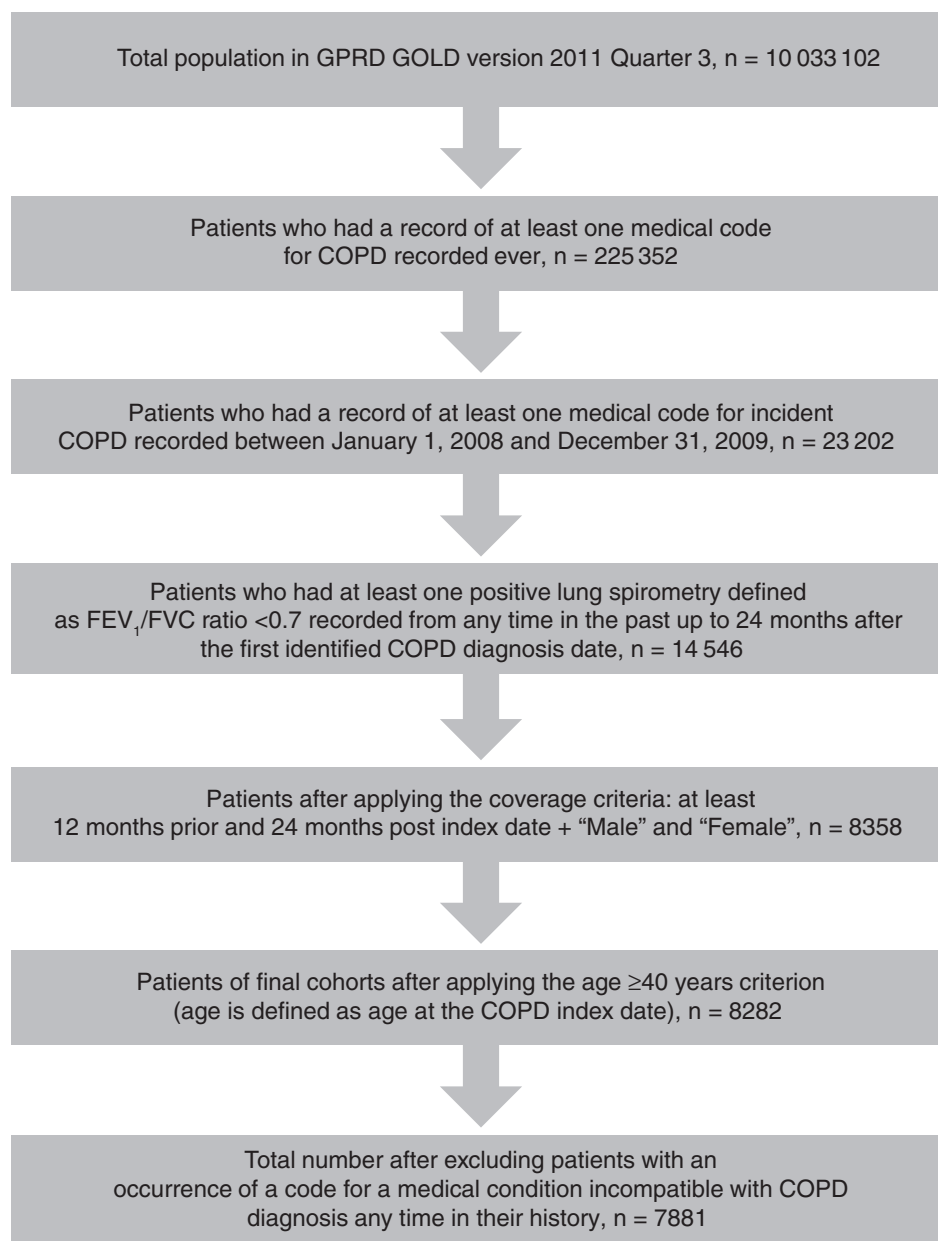 Total population in GPRD GOLD version 2011 Quarter 3, n = 10 033 102
Patients who had a record of at least one medical code
for COPD recorded ever, n = 225 352
Patients who had a record of at least one medical code for incident
COPD recorded between January 1, 2008 and December 31, 2009, n = 23 202
Patients who had at least one positive lung spirometry defined
as FEV₁/FVC ratio <0.7 recorded from any time in the past up to 24 months after
the first identified COPD diagnosis date, n = 14 546
Patients after applying the coverage criteria: at least
12 months prior and 24 months post index date + “Male” and “Female”, n = 8358
Patients of final cohorts after applying the age ≥40 years criterion
(age is defined as age at the COPD index date), n = 8282
Total number after excluding patients with an
occurrence of a code for a medical condition incompatible with COPD
diagnosis any time in their history, n = 7881